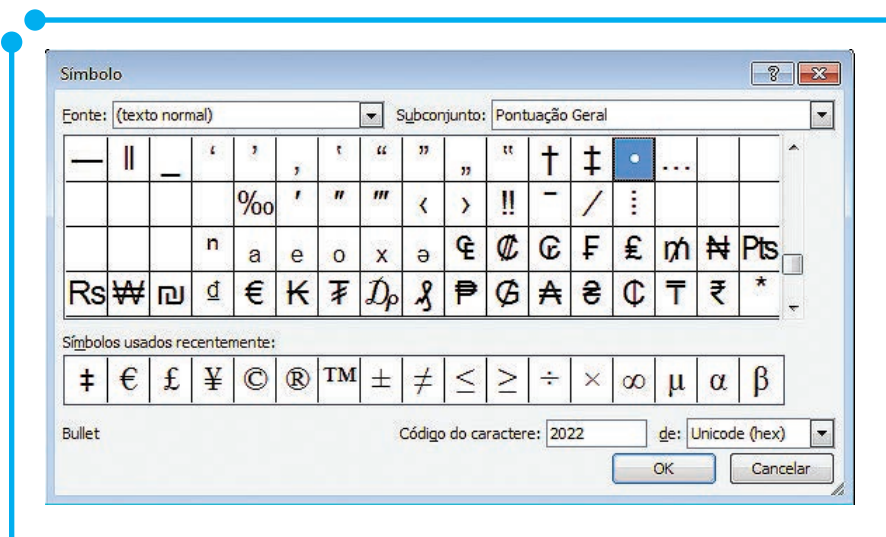 Símbolo
Fonte: (texto normal) Subconjunto: Pontuação Geral
— ‖ ‗ ‘ ’ ‚ ‛ “ ” „ ‟ † ‡ • …
‰ ′ ″ ‴ ‹ › ‼ ‾ ⁄ ⁞
ⁿ ₐ ₑ ₒ ₓ ₔ ₠ ₡ ₢ ₣ ₤ ₥ ₦ ₧
₨ ₩ ₪ ₫ € ₭ ₮ ₯ ₰ ₱ ₲ ₳ ₴ ₵ ₸ ₹ *
Símbolos usados recentemente:
‡ € £ ¥ © ® ™ ± ≠ ≤ ≥ ÷ × ∞ µ α β
Bullet Código do caractere: 2022 de: Unicode (hex)
OK Cancelar